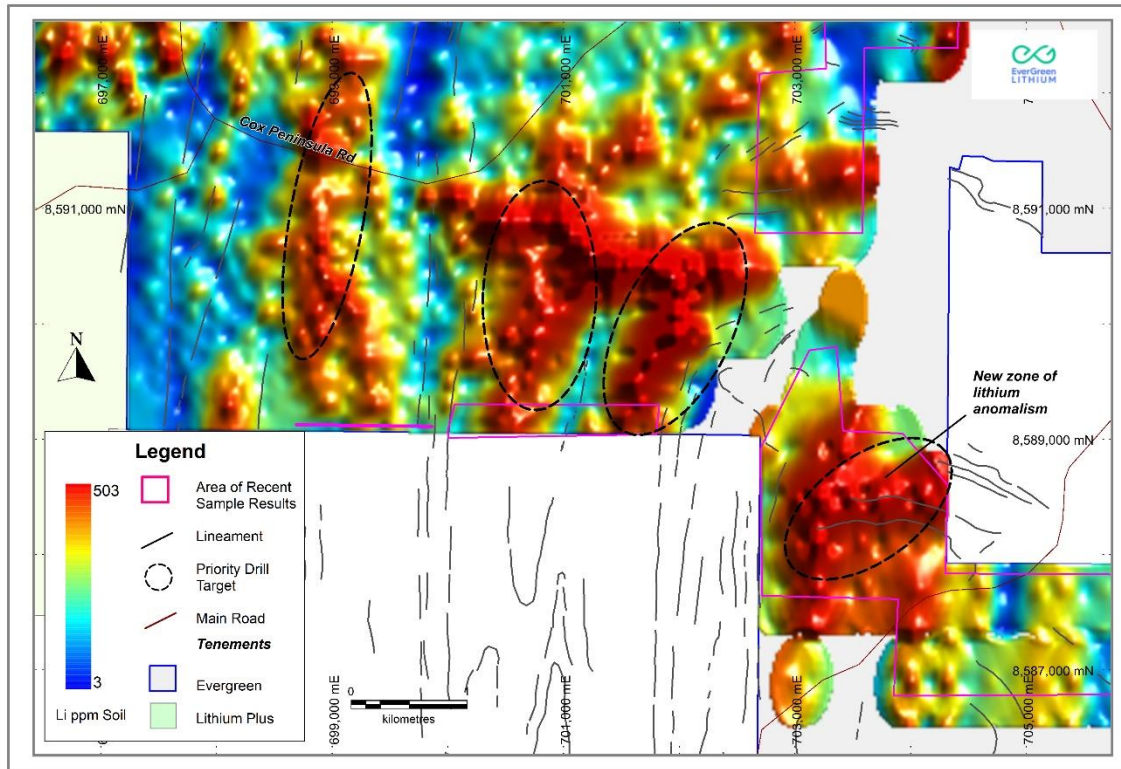 697,000 mE
699,000 mE
701,000 mE
703,000 mE
EverGreen
LITHIUM
Cox Peninsula Rd
8,591,000 mN
8,591,000 mN
N
New zone of
lithium
anomalism
8,589,000 mN
Legend
503
3
Li ppm Soil
Area of Recent
Sample Results
Lineament
Priority Drill
Target
Main Road
Tenements
Evergreen
Lithium Plus
0
kilometres
8,587,000 mN
699,000 mE
701,000 mE
703,000 mE
705,000 mE